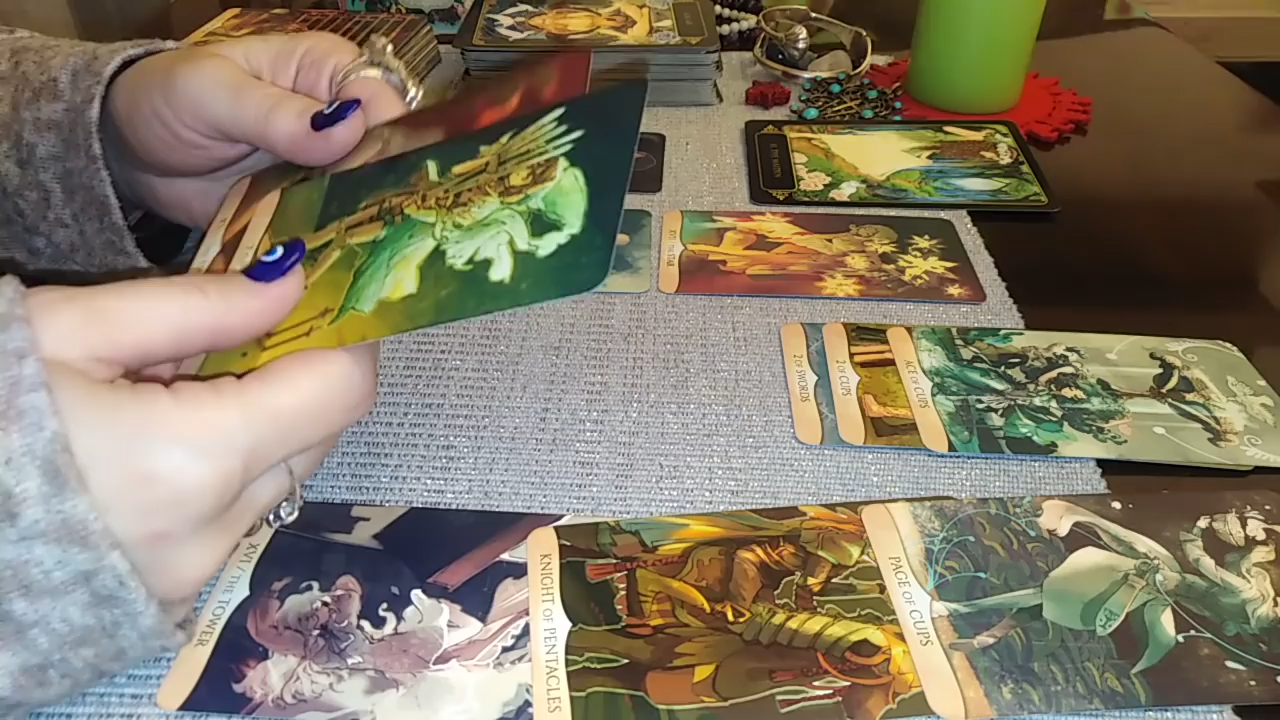 XVII / THE STAR
2 OF SWORDS
2 OF CUPS
ACE OF CUPS
XVI / THE TOWER
KNIGHT OF PENTACLES
PAGE OF CUPS